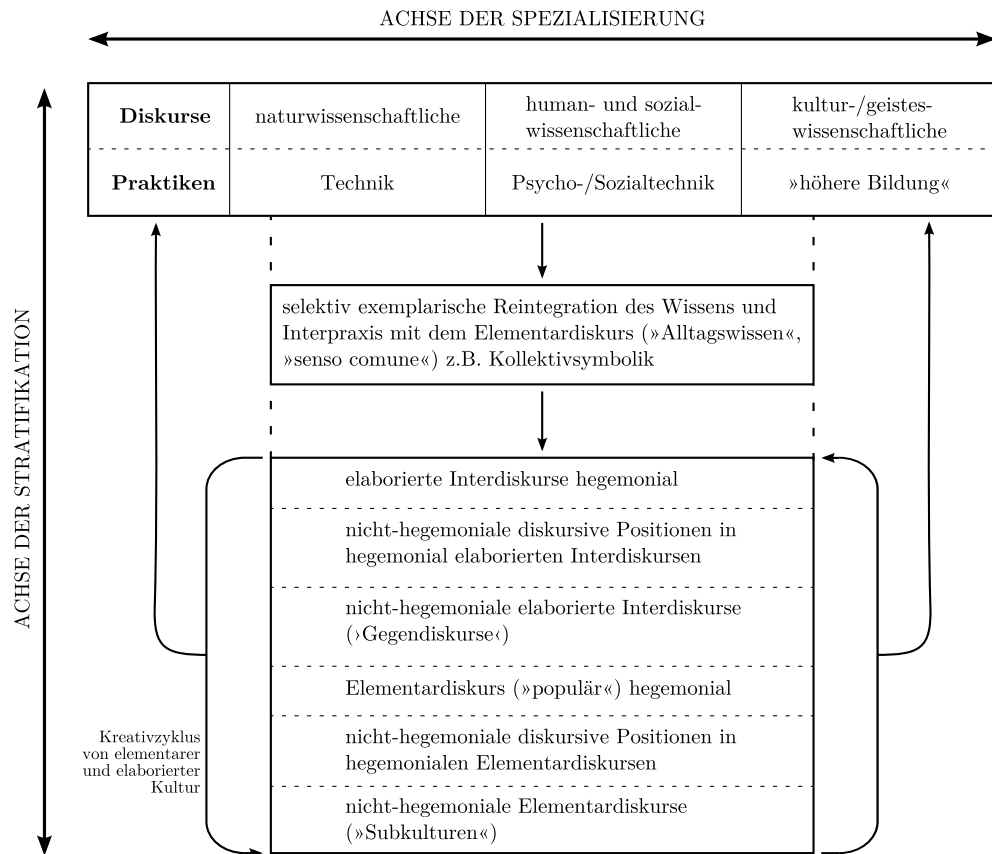 ACHSE DER SPEZIALISIERUNG
ACHSE DER STRATIFIKATION
Diskurse
naturwissenschaftliche
human- und sozial-
wissenschaftliche
kultur-/geistes-
wissenschaftliche
Praktiken
Technik
Psycho-/Sozialtechnik
»höhere Bildung«
selektiv exemplarische Reintegration des Wissens und
Interpraxis mit dem Elementardiskurs (»Alltagswissen«,
»senso comune«) z.B. Kollektivsymbolik
elaborierte Interdiskurse hegemonial
nicht-hegemoniale diskursive Positionen in
hegemonial elaborierten Interdiskursen
nicht-hegemoniale elaborierte Interdiskurse
(›Gegendiskurse‹)
Elementardiskurs (»populär«) hegemonial
nicht-hegemoniale diskursive Positionen in
hegemonialen Elementardiskursen
nicht-hegemoniale Elementardiskurse
(»Subkulturen«)
Kreativzyklus
von elementarer
und elaborierter
Kultur